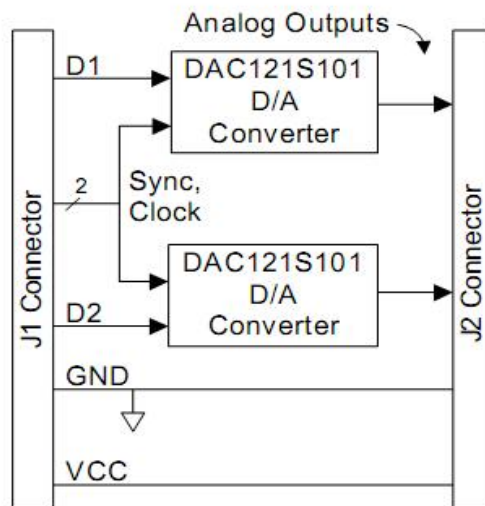 Analog Outputs
D1
DAC121S101
D/A
Converter
2
Sync,
Clock
DAC121S101
D/A
Converter
D2
GND
VCC
J1 Connector
J2 Connector